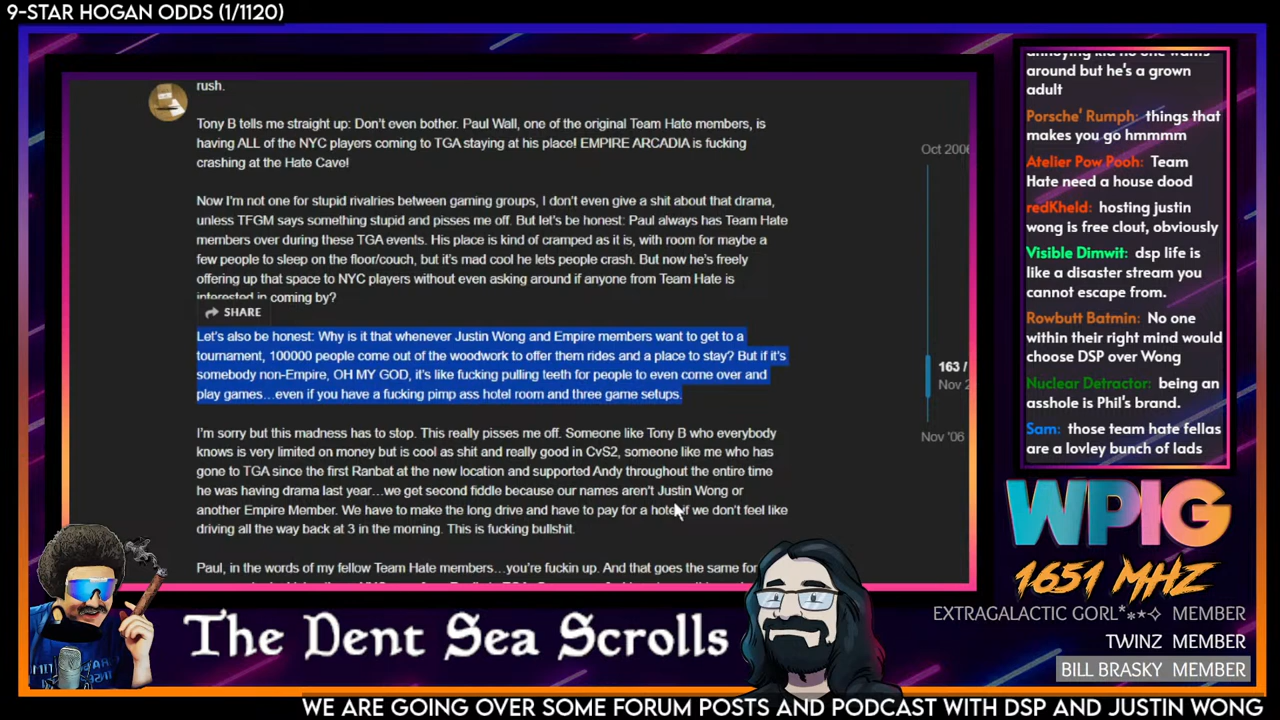 9-STAR HOGAN ODDS (1/1120)
rush.
Tony B tells me straight up: Don't even bother. Paul Wall, one of the original Team Hate members, is
having ALL of the NYC players coming to TGA staying at his place! EMPIRE ARCADIA is fucking
crashing at the Hate Cave!
Now I'm not one for stupid rivalries between gaming groups, I don't even give a shit about that drama,
unless TFGM says something stupid and pisses me off. But let's be honest: Paul always has Team Hate
members over during these TGA events. His place is kind of cramped as it is, with room for maybe a
few people to sleep on the floor/couch, but it's mad cool he lets people crash. But now he's freely
offering up that space to NYC players without even asking around if anyone from Team Hate is
interested in coming by?
SHARE
Let's also be honest: Why is it that whenever Justin Wong and Empire members want to get to a
tournament, 100000 people come out of the woodwork to offer them rides and a place to stay? But if it's
somebody non-Empire, OH MY GOD, it's like fucking pulling teeth for people to even come over and
play games…even if you have a fucking pimp ass hotel room and three game setups.
I'm sorry but this madness has to stop. This really pisses me off. Someone like Tony B who everybody
knows is very limited on money but is cool as shit and really good in CvS2, someone like me who has
gone to TGA since the first Ranbat at the new location and supported Andy throughout the entire time
he was having drama last year…we get second fiddle because our names aren't Justin Wong or
another Empire Member. We have to make the long drive and have to pay for a hotel if we don't feel like
driving all the way back at 3 in the morning. This is fucking bullshit.
Paul, in the words of my fellow Team Hate members…you're fuckin up. And that goes the same for
Oct 2006
163 /
Nov 2
Nov '06
annoying kid no one wants
around but he's a grown
adult
Porsche' Rumph: things that
makes you go hmmmm
Atelier Pow Pooh: Team
Hate need a house dood
redKheld: hosting justin
wong is free clout, obviously
Visible Dimwit: dsp life is
like a disaster stream you
cannot escape from.
Rowbutt Batmin: No one
within their right mind would
choose DSP over Wong
Nuclear Detractor: being an
asshole is Phil's brand.
Sam: those team hate fellas
are a lovley bunch of lads
WPIG
1651 MHZ
EXTRAGALACTIC GORL*⁎⋆✧ MEMBER
TWINZ MEMBER
BILL BRASKY MEMBER
The Dent Sea Scrolls
WE ARE GOING OVER SOME FORUM POSTS AND PODCAST WITH DSP AND JUSTIN WONG